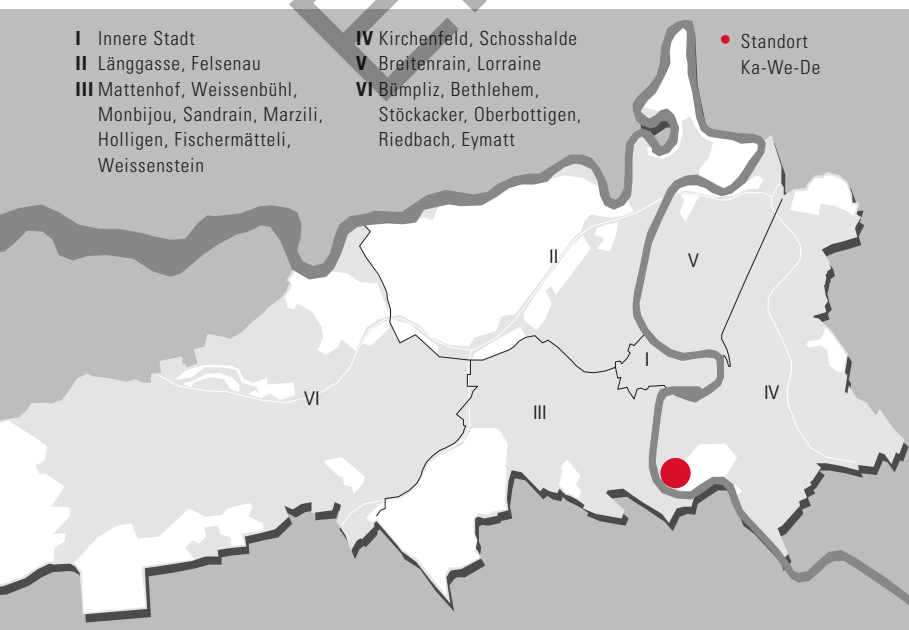 I Innere Stadt
II Länggasse, Felsenau
III Mattenhof, Weissenbühl,
Monbijou, Sandrain, Marzili,
Holligen, Fischermätteli,
Weissenstein
IV Kirchenfeld, Schosshalde
V Breitenrain, Lorraine
VI Bümpliz, Bethlehem,
Stöckacker, Oberbottigen,
Riedbach, Eymatt
Standort
Ka-We-De
II
V
I
VI
III
IV